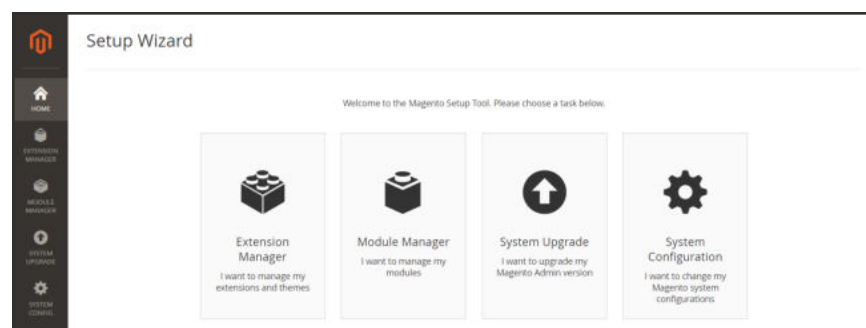 Setup Wizard
HOME
EXTENSION
MANAGER
MODULE
MANAGER
SYSTEM
UPGRADE
SYSTEM
CONFIG
Welcome to the Magento Setup Tool. Please choose a task below.
Extension
Manager
I want to manage my
extensions and themes
Module Manager
I want to manage my
modules
System Upgrade
I want to upgrade my
Magento Admin version
System
Configuration
I want to change my
Magento system
configurations